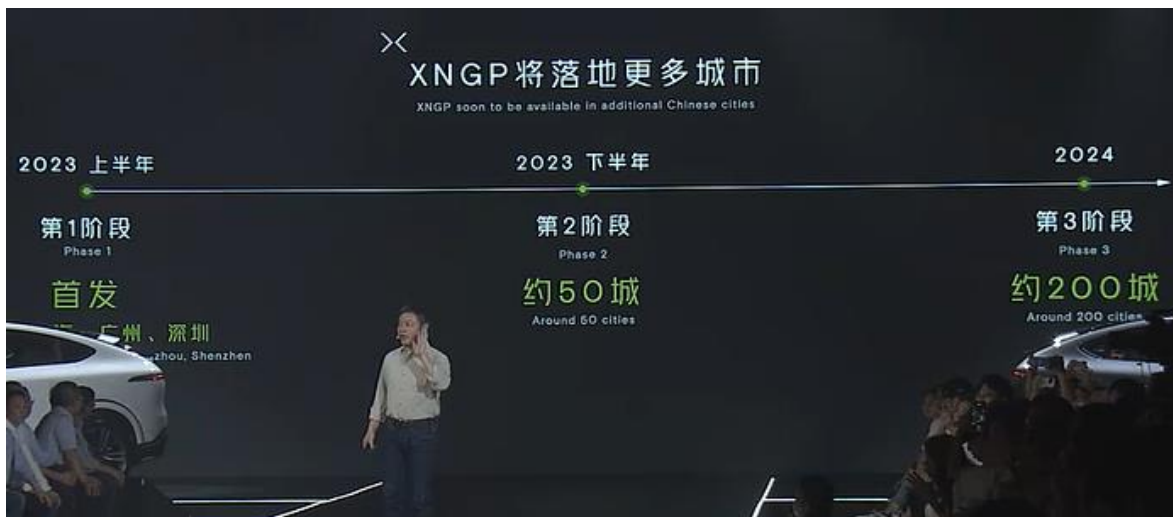 XNGP将落地更多城市
XNGP soon to be available in additional Chinese cities
2023 上半年
第1阶段
Phase 1
首发
广州、深圳
zhou, Shenzhen
2023 下半年
第2阶段
Phase 2
约50城
Around 50 cities
2024
第3阶段
Phase 3
约200城
Around 200 cities